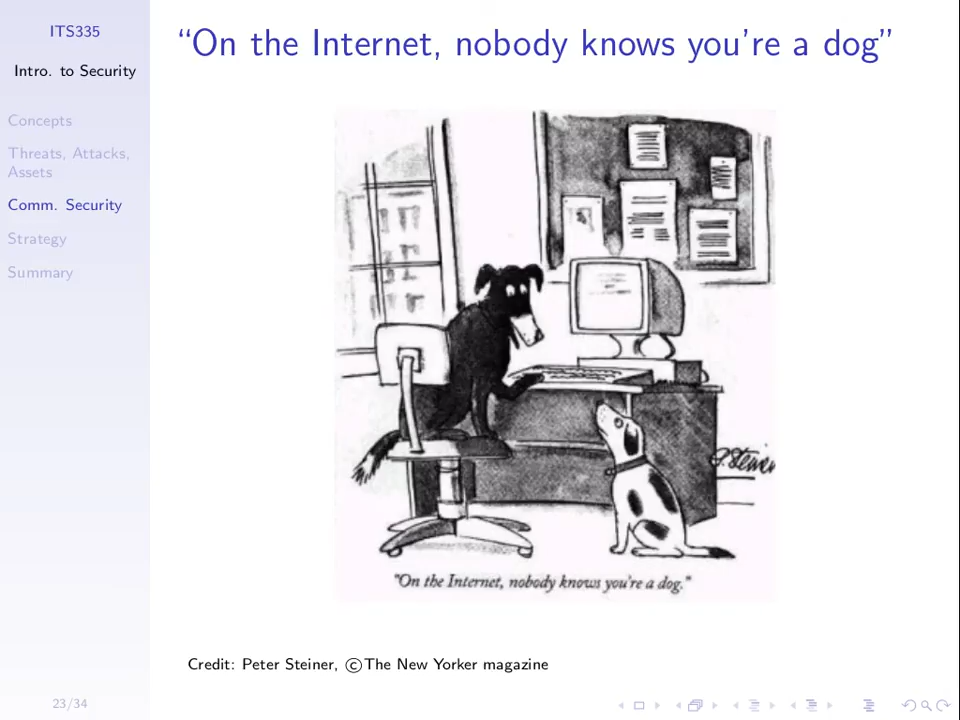 ITS335
Intro. to Security
Concepts
Threats, Attacks,
Assets
Comm. Security
Strategy
Summary
“On the Internet, nobody knows you’re a dog”
"On the Internet, nobody knows you're a dog."
Credit: Peter Steiner, ©The New Yorker magazine
23/34